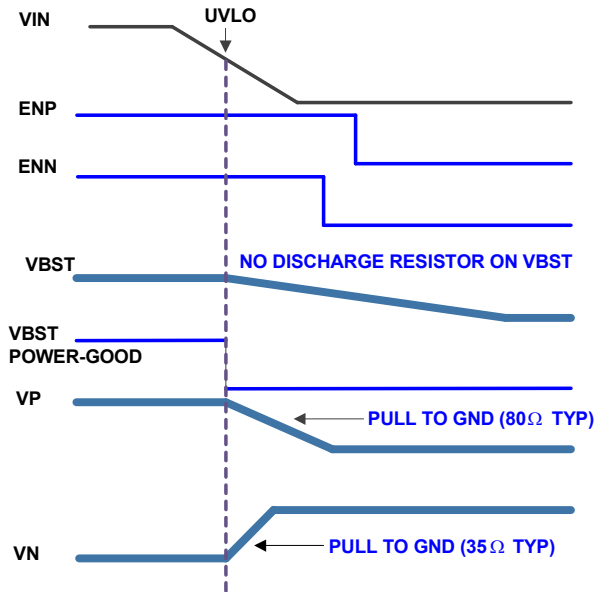 VIN
UVLO
ENP
ENN
VBST
NO DISCHARGE RESISTOR ON VBST
VBST
POWER-GOOD
VP
PULL TO GND (80Ω TYP)
VN
PULL TO GND (35Ω TYP)